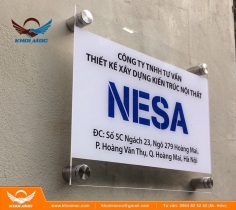 KHOILAMOC
CÔNG TY TNHH TƯ VẤN
THIẾT KẾ XÂY DỰNG KIẾN TRÚC NỘI THẤT
NESA
ĐC: Số 5C Ngách 23, Ngõ 279 Hoàng Mai,
P. Hoàng Văn Thụ, Q. Hoàng Mai, Hà Nội